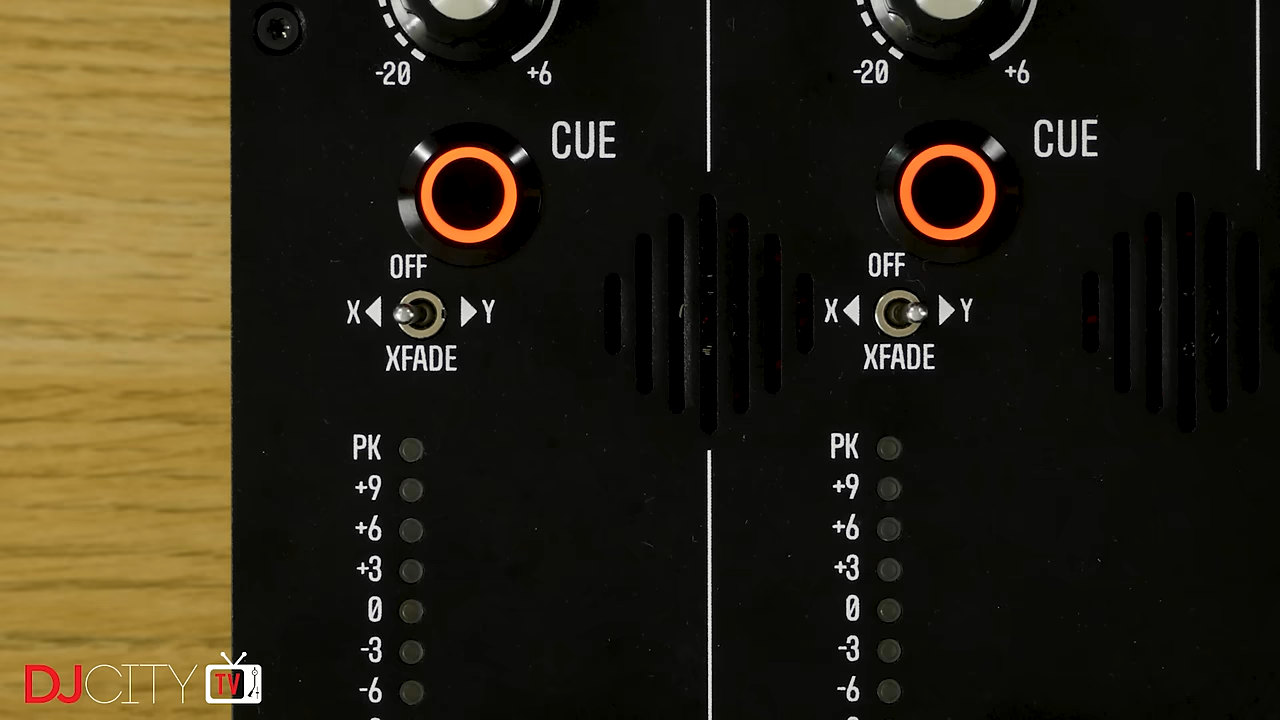 -20 +6 -20 +6
CUE CUE
OFF OFF
X Y X Y
XFADE XFADE
PK PK
+9 +9
+6 +6
+3 +3
0 0
-3 -3
-6 -6
DJCITY TV